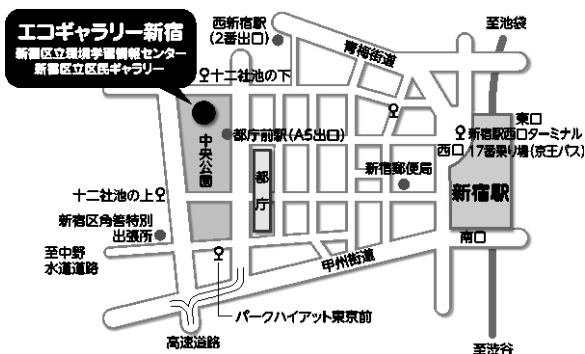 エコギャラリー新宿
新宿区立環境学習情報センター
新宿区立区民ギャラリー
西新宿駅
(2番出口)
青梅街道
至池袋
十二社池の下
東口
新宿駅西口ターミナル
17番乗り場(京王バス)
西口
都庁前駅(A5出口)
中央公園
都庁
新宿郵便局
新宿駅
十二社池の上
新宿区角筈特別
出張所
至中野
水道道路
南口
甲州街道
パークハイアット東京前
高速道路
至渋谷